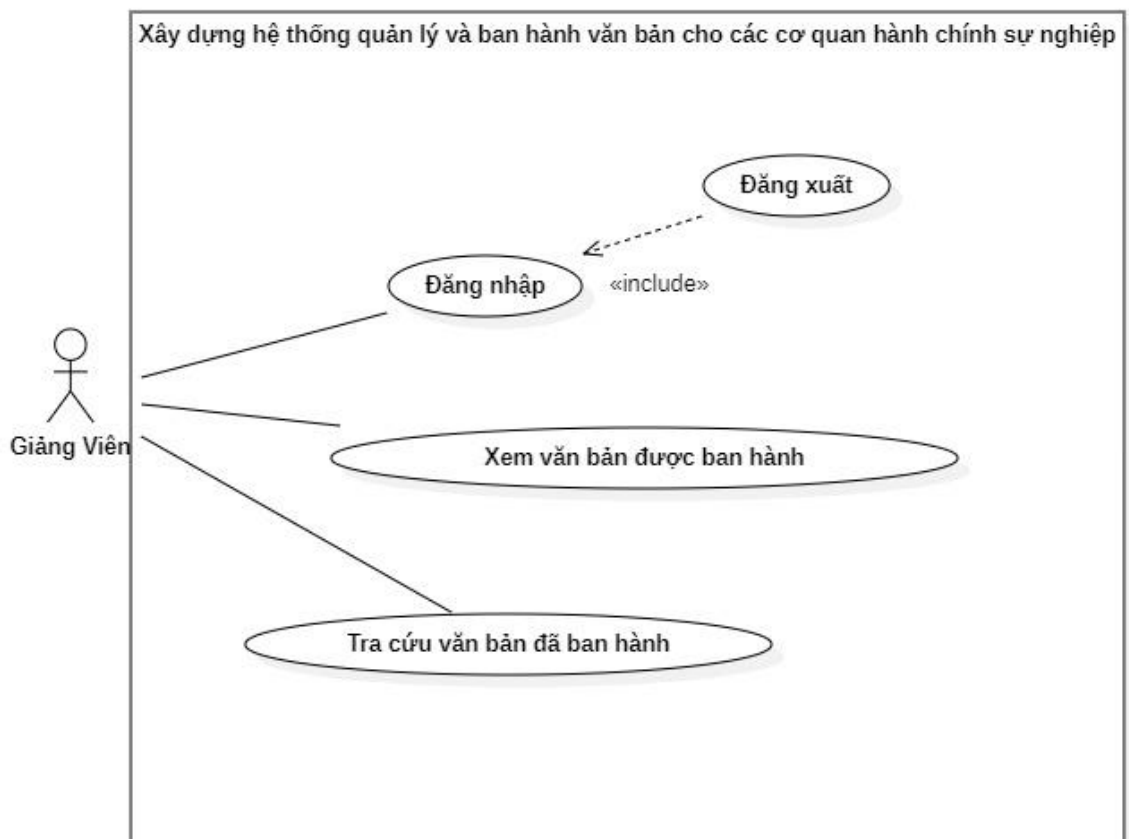 Xây dựng hệ thống quản lý và ban hành văn bản cho các cơ quan hành chính sự nghiệp
Đăng xuất
Đăng nhập
«include»
Giảng Viên
Xem văn bản được ban hành
Tra cứu văn bản đã ban hành